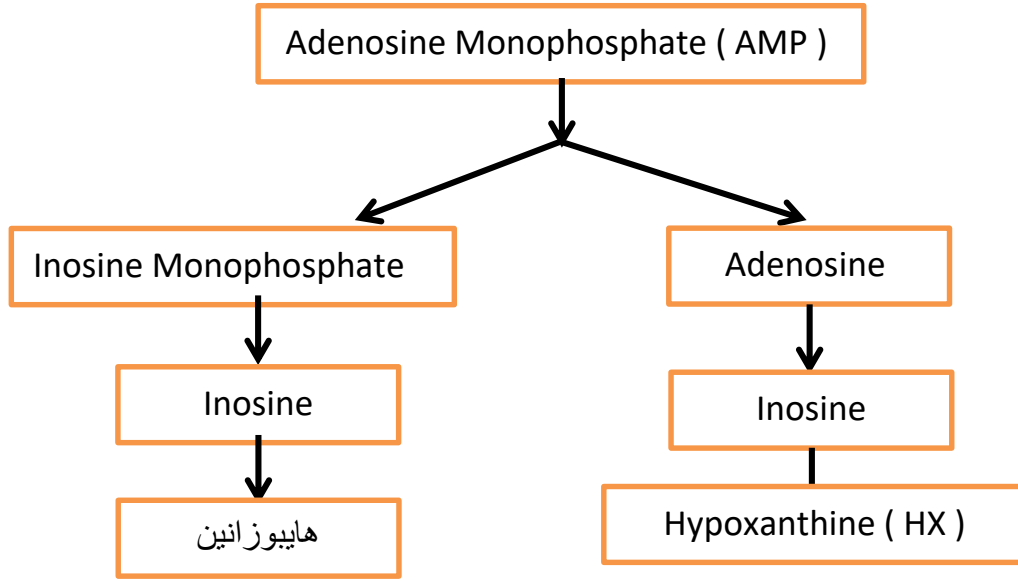 Adenosine Monophosphate ( AMP )
Inosine Monophosphate
Adenosine
Inosine
Inosine
هايبوزانين
Hypoxanthine ( HX )